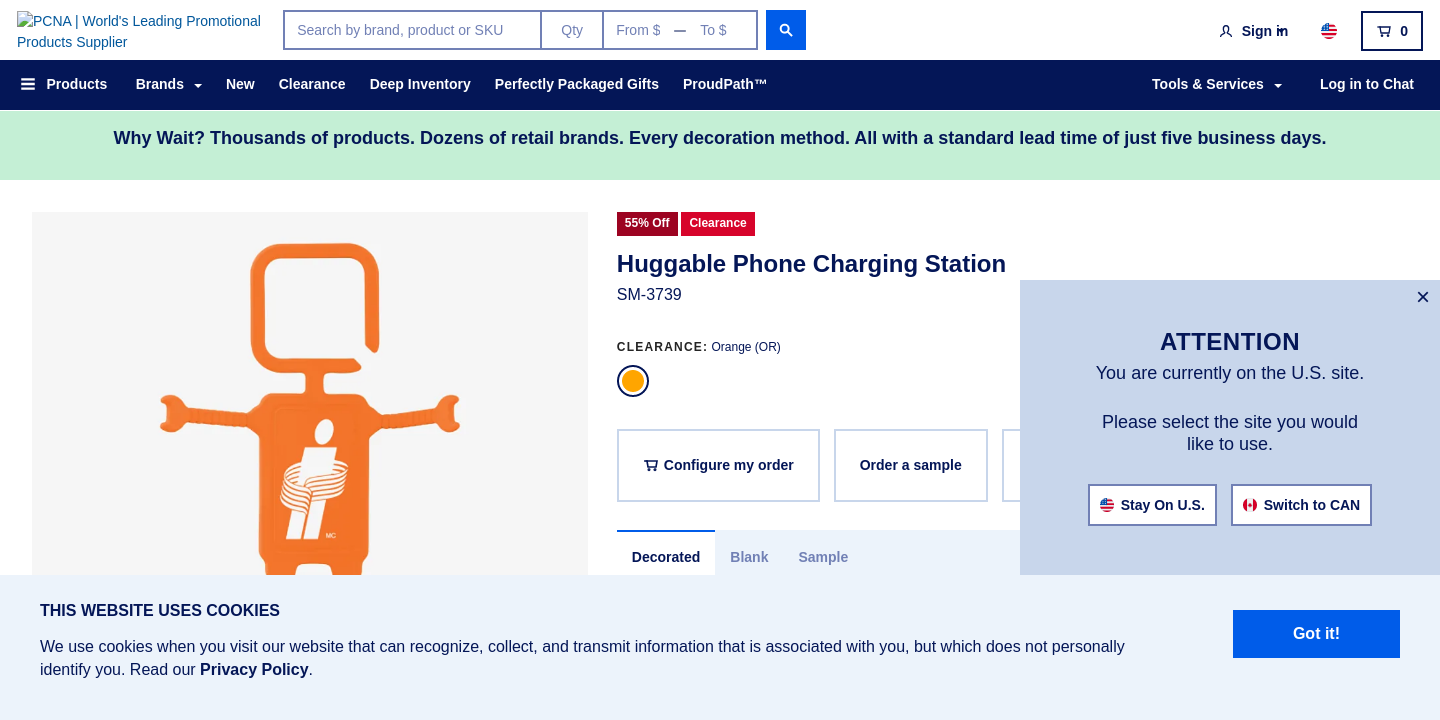 PCNA | World's Leading Promotional
Products Supplier
Search by brand, product or SKU
Qty
From $ — To $
Sign in
0
Products
Brands
New
Clearance
Deep Inventory
Perfectly Packaged Gifts
ProudPath™
Tools & Services
Log in to Chat
Why Wait? Thousands of products. Dozens of retail brands. Every decoration method. All with a standard lead time of just five business days.
55% Off
Clearance
Huggable Phone Charging Station
SM-3739
CLEARANCE: Orange (OR)
Configure my order
Order a sample
Decorated
Blank
Sample
MC
×
ATTENTION
You are currently on the U.S. site.
Please select the site you would
like to use.
Stay On U.S.
Switch to CAN
THIS WEBSITE USES COOKIES
We use cookies when you visit our website that can recognize, collect, and transmit information that is associated with you, but which does not personally
identify you. Read our Privacy Policy.
Got it!